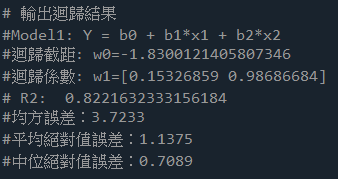 # 輸出迴歸結果
#Model1: Y = b0 + b1*x1 + b2*x2
#迴歸截距: w0=-1.8300121405807346
#迴歸係數: w1=[0.15326859 0.98686684]
# R2:  0.8221632333156184
#均方誤差：3.7233
#平均絕對值誤差：1.1375
#中位絕對值誤差：0.7089